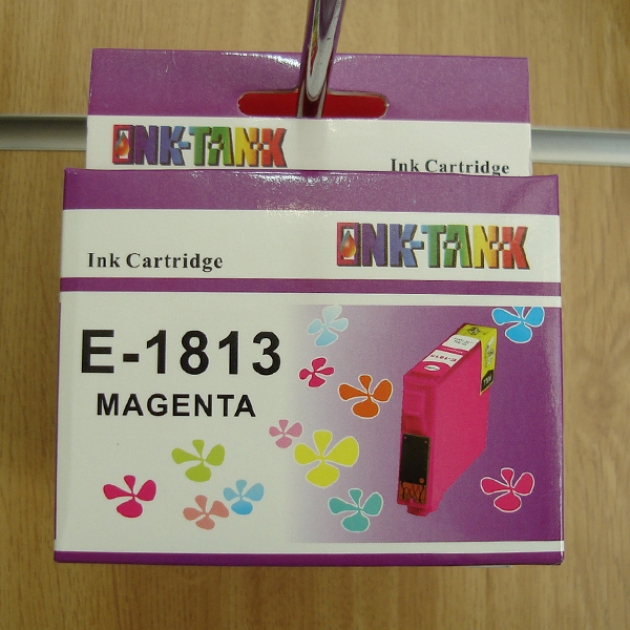 INK-TANK
Ink Cartridge
Ink Cartridge
INK-TANK
E-1813
MAGENTA